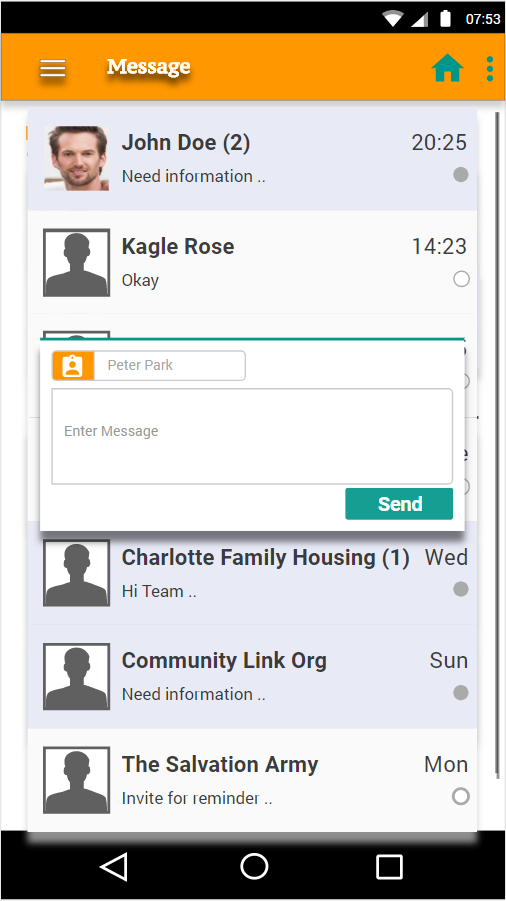 07:53
Message
John Doe (2) 20:25
Need information ..
Kagle Rose 14:23
Okay
Peter Park
Enter Message
Send
Charlotte Family Housing (1) Wed
Hi Team ..
Community Link Org Sun
Need information ..
The Salvation Army Mon
Invite for reminder ..